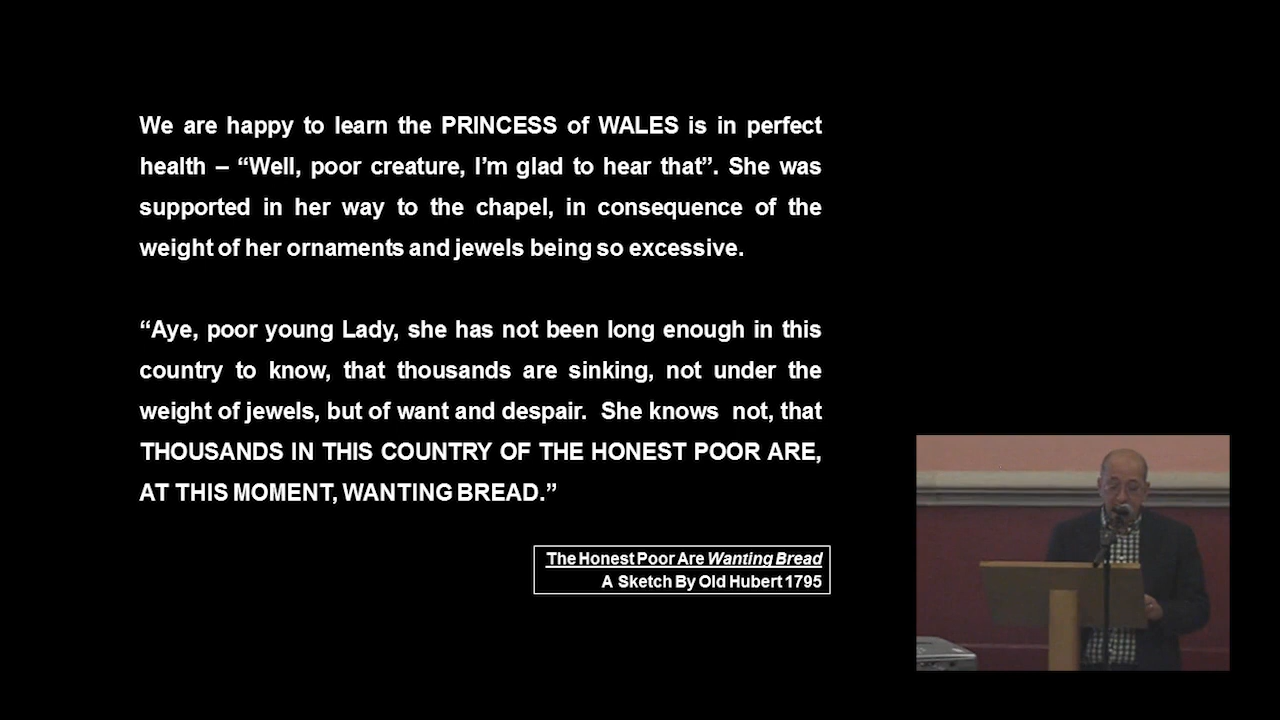 We are happy to learn the PRINCESS of WALES is in perfect
health – “Well, poor creature, I’m glad to hear that”. She was
supported in her way to the chapel, in consequence of the
weight of her ornaments and jewels being so excessive.
“Aye, poor young Lady, she has not been long enough in this
country to know, that thousands are sinking, not under the
weight of jewels, but of want and despair. She knows not, that
THOUSANDS IN THIS COUNTRY OF THE HONEST POOR ARE,
AT THIS MOMENT, WANTING BREAD.”
The Honest Poor Are Wanting Bread
A Sketch By Old Hubert 1795